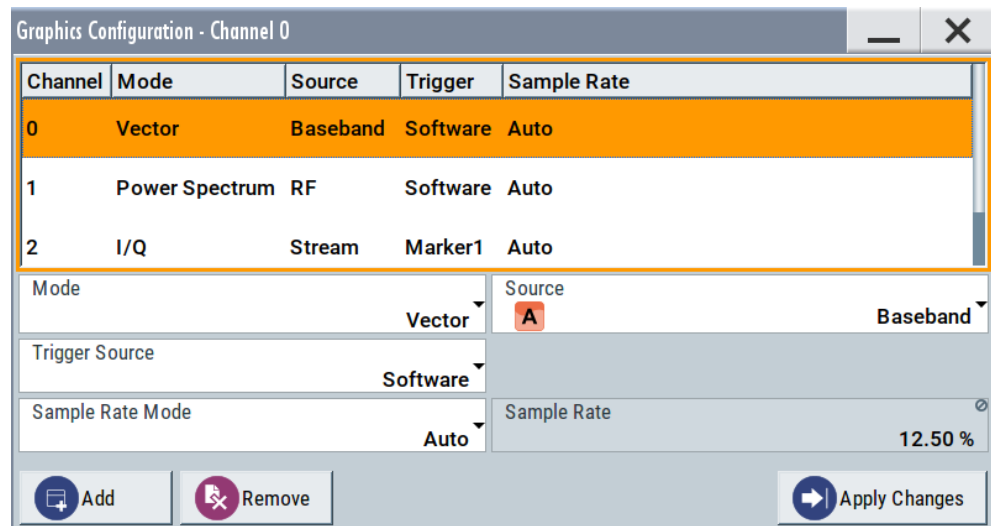 Graphics Configuration - Channel 0
Channel Mode Source Trigger Sample Rate
0 Vector Baseband Software Auto
1 Power Spectrum RF Software Auto
2 I/Q Stream Marker1 Auto
Mode
Vector
Source
A Baseband
Trigger Source
Software
Sample Rate Mode
Auto
Sample Rate
12.50 %
Add Remove Apply Changes